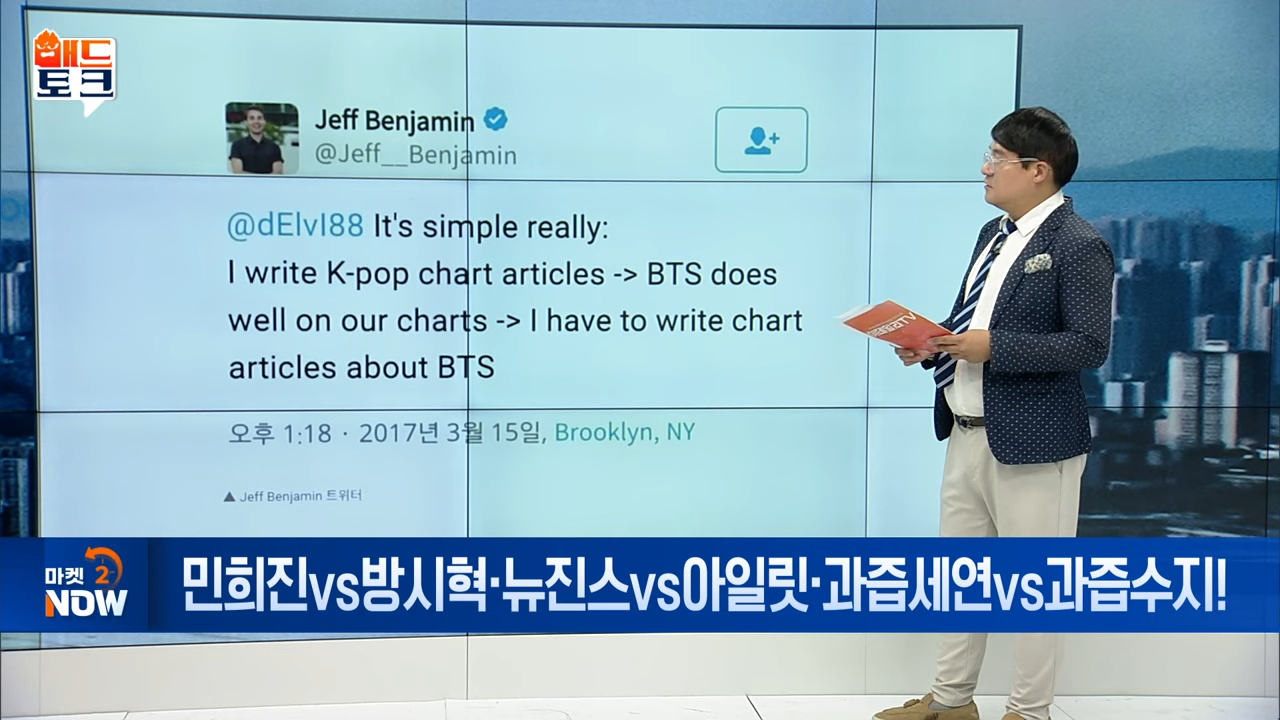 매드
토크
Jeff Benjamin
@Jeff__Benjamin
@dElvI88 It's simple really:
I write K-pop chart articles -> BTS does
well on our charts -> I have to write chart
articles about BTS
오후 1:18 · 2017년 3월 15일, Brooklyn, NY
▲ Jeff Benjamin 트위터
마켓 2
NOW
민희진vs방시혁·뉴진스vs아일릿·과즙세연vs과즙수지!